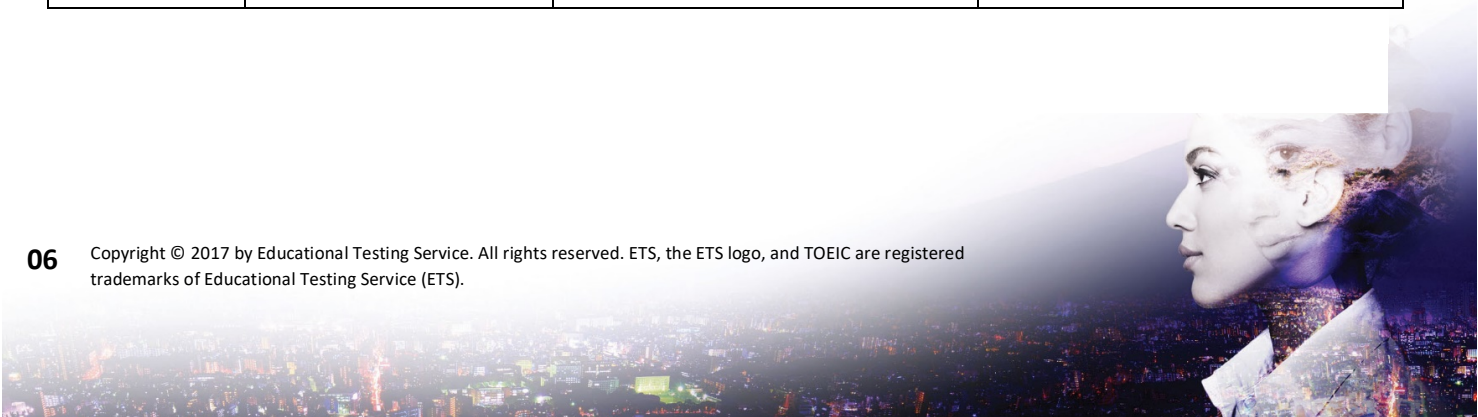 06
Copyright © 2017 by Educational Testing Service. All rights reserved. ETS, the ETS logo, and TOEIC are registered
trademarks of Educational Testing Service (ETS).